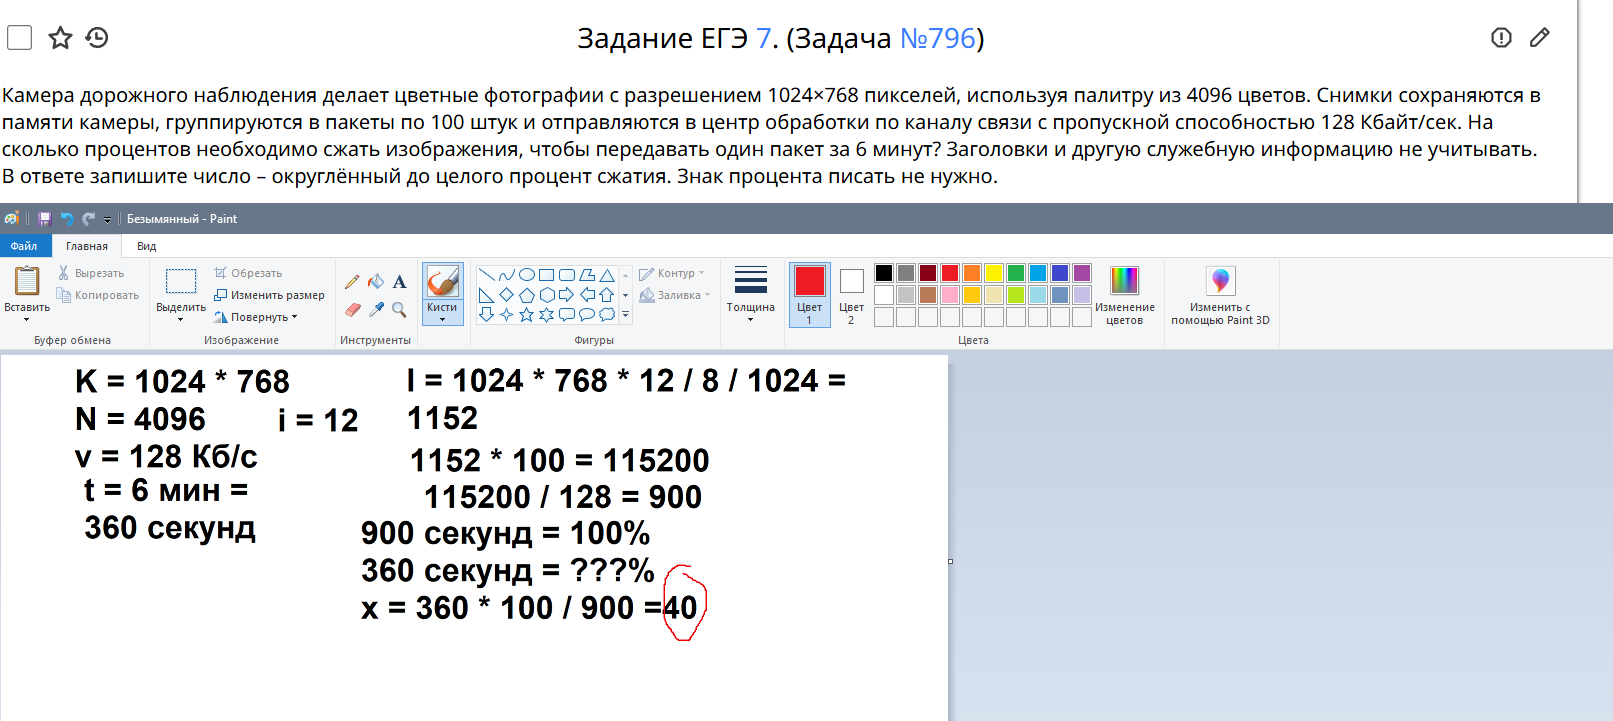 Задание ЕГЭ 7. (Задача №796)
Камера дорожного наблюдения делает цветные фотографии с разрешением 1024×768 пикселей, используя палитру из 4096 цветов. Снимки сохраняются в
памяти камеры, группируются в пакеты по 100 штук и отправляются в центр обработки по каналу связи с пропускной способностью 128 Кбайт/сек. На
сколько процентов необходимо сжать изображения, чтобы передавать один пакет за 6 минут? Заголовки и другую служебную информацию не учитывать.
В ответе запишите число – округлённый до целого процент сжатия. Знак процента писать не нужно.
Безымянный - Paint
Файл Главная Вид
Вставить
Вырезать
Копировать
Буфер обмена
Выделить
Обрезать
Изменить размер
Повернуть
Изображение
A
Инструменты
Кисти
Контур
Заливка
Фигуры
Толщина
Цвет
1
Цвет
2
Цвета
Изменение
цветов
Изменить с
помощью Paint 3D
K = 1024 * 768
N = 4096 i = 12
v = 128 Кб/с
t = 6 мин =
360 секунд
I = 1024 * 768 * 12 / 8 / 1024 =
1152
1152 * 100 = 115200
115200 / 128 = 900
900 секунд = 100%
360 секунд = ???%
x = 360 * 100 / 900 =40